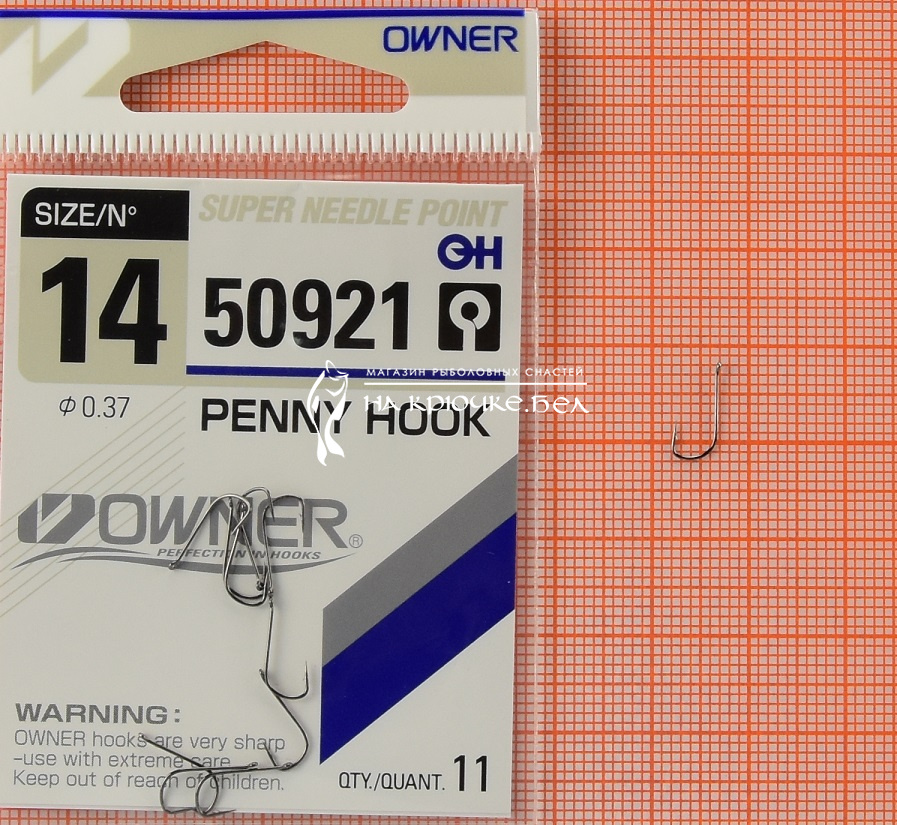 OWNER
SIZE/Nº
SUPER NEEDLE POINT
14
50921
МАГАЗИН РЫБОЛОВНЫХ СНАСТЕЙ
НА КРЮЧКЕ.БЕЛ
Φ 0.37
PENNY HOOK
OWNER®
PERFECTION IN HOOKS
WARNING:
OWNER hooks are very sharp
-use with extreme care.
Keep out of reach of children.
QTY./QUANT. 11